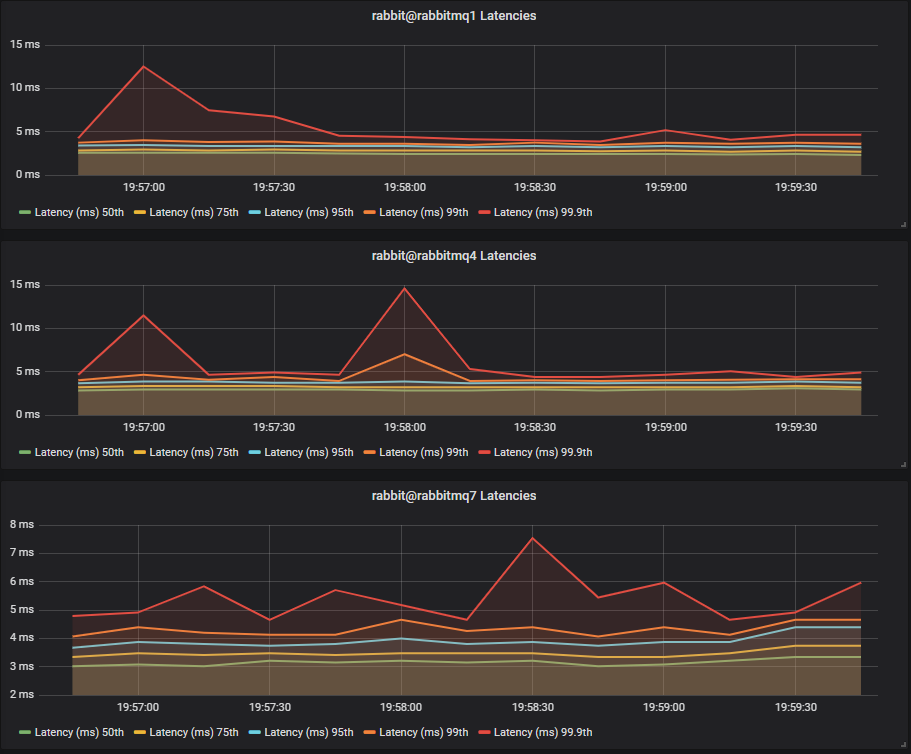 rabbit@rabbitmq1 Latencies
15 ms
10 ms
5 ms
0 ms
19:57:00 19:57:30 19:58:00 19:58:30 19:59:00 19:59:30
Latency (ms) 50th Latency (ms) 75th Latency (ms) 95th Latency (ms) 99th Latency (ms) 99.9th
rabbit@rabbitmq4 Latencies
15 ms
10 ms
5 ms
0 ms
19:57:00 19:57:30 19:58:00 19:58:30 19:59:00 19:59:30
Latency (ms) 50th Latency (ms) 75th Latency (ms) 95th Latency (ms) 99th Latency (ms) 99.9th
rabbit@rabbitmq7 Latencies
8 ms
7 ms
6 ms
5 ms
4 ms
3 ms
2 ms
19:57:00 19:57:30 19:58:00 19:58:30 19:59:00 19:59:30
Latency (ms) 50th Latency (ms) 75th Latency (ms) 95th Latency (ms) 99th Latency (ms) 99.9th